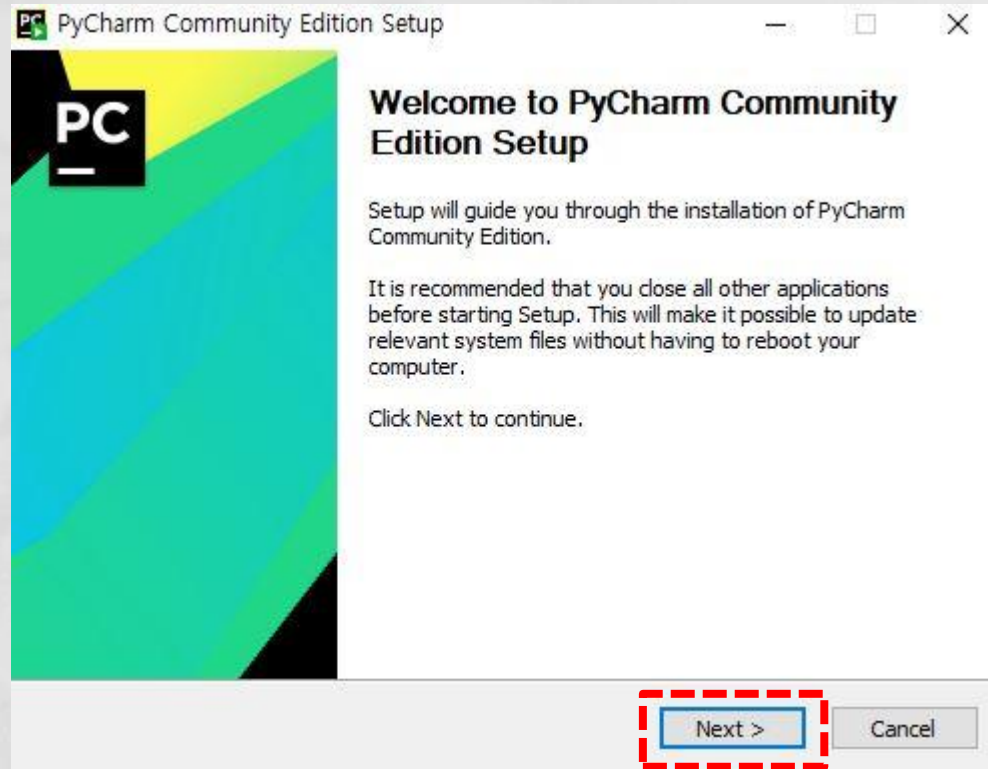 PyCharm Community Edition Setup
PC
Welcome to PyCharm Community
Edition Setup
Setup will guide you through the installation of PyCharm
Community Edition.
It is recommended that you close all other applications
before starting Setup. This will make it possible to update
relevant system files without having to reboot your
computer.
Click Next to continue.
Next >
Cancel